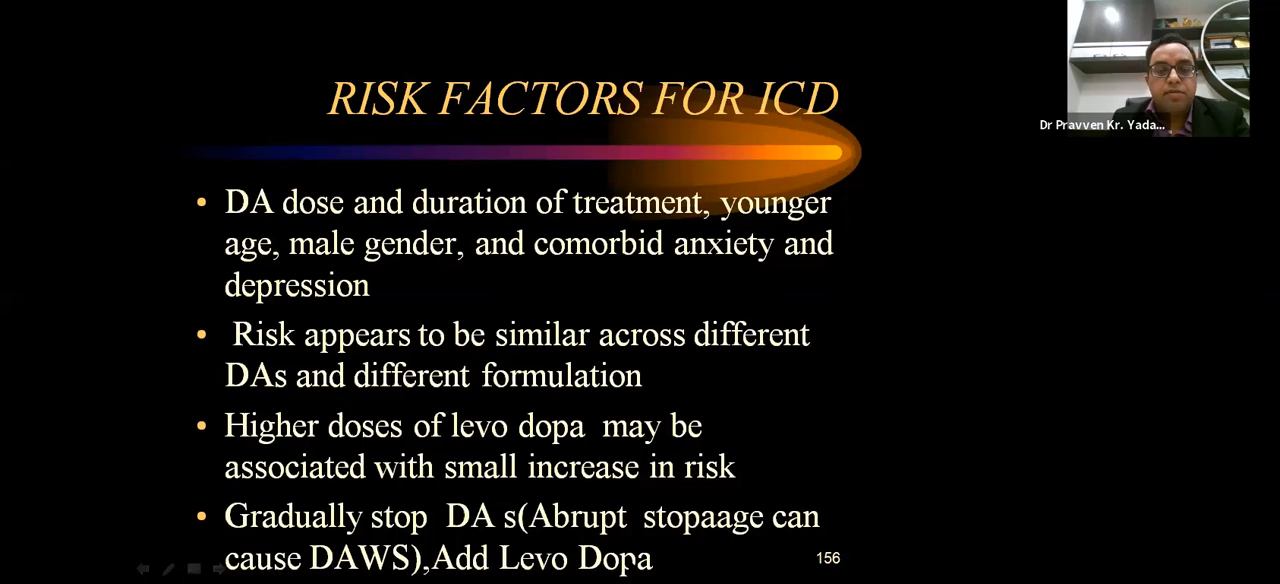 RISK FACTORS FOR ICD
Dr Pravven Kr. Yada...
• DA dose and duration of treatment, younger
age, male gender, and comorbid anxiety and
depression
• Risk appears to be similar across different
DAs and different formulation
• Higher doses of levo dopa may be
associated with small increase in risk
• Gradually stop DA s(Abrupt stopaage can
cause DAWS),Add Levo Dopa
156